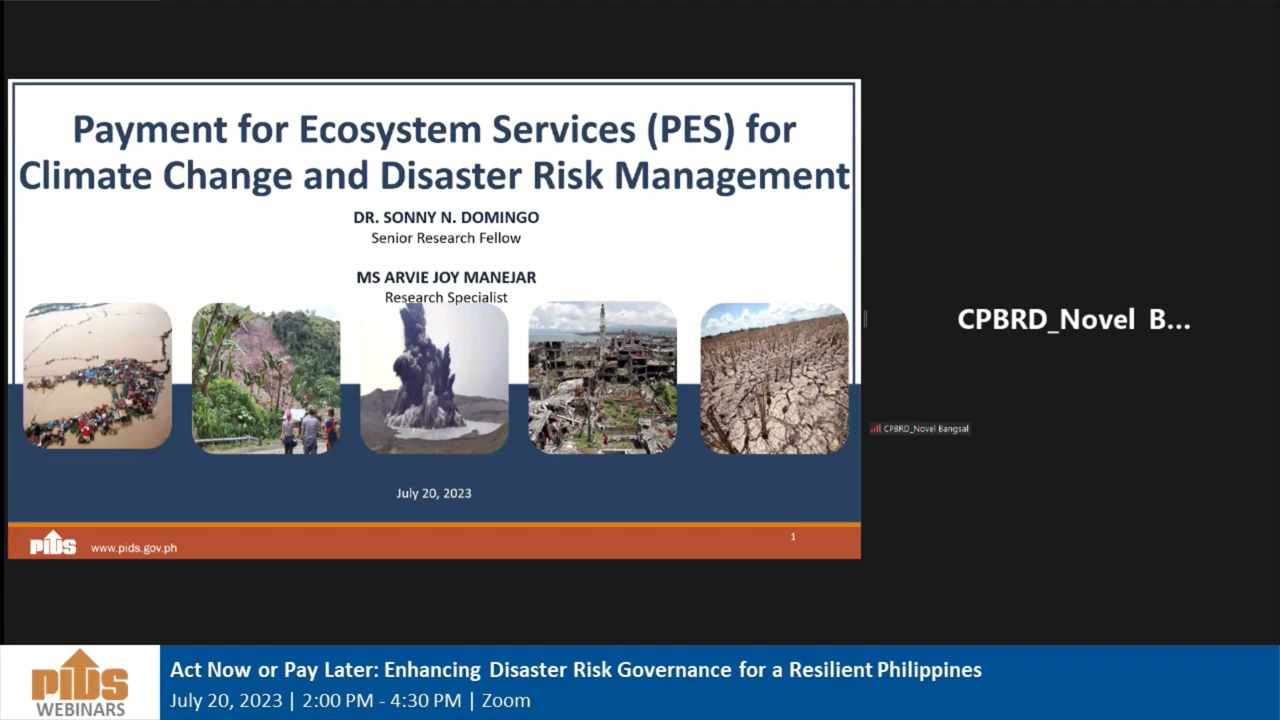 Payment for Ecosystem Services (PES) for
Climate Change and Disaster Risk Management
DR. SONNY N. DOMINGO
Senior Research Fellow
MS ARVIE JOY MANEJAR
Research Specialist
July 20, 2023
pids
www.pids.gov.ph
1
CPBRD_Novel B...
CPBRD_Novel Bangsal
pids
WEBINARS
Act Now or Pay Later: Enhancing Disaster Risk Governance for a Resilient Philippines
July 20, 2023 | 2:00 PM - 4:30 PM | Zoom